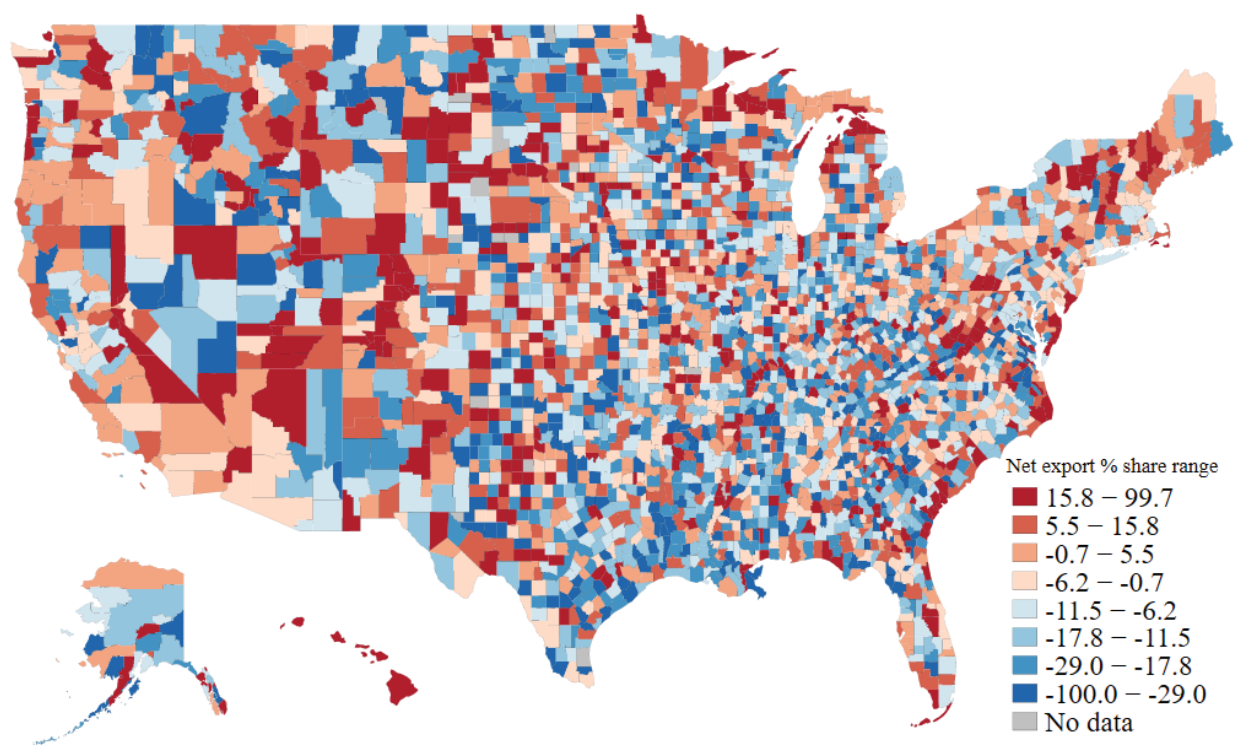 Net export % share range
15.8 − 99.7
5.5 − 15.8
-0.7 − 5.5
-6.2 − -0.7
-11.5 − -6.2
-17.8 − -11.5
-29.0 − -17.8
-100.0 − -29.0
No data